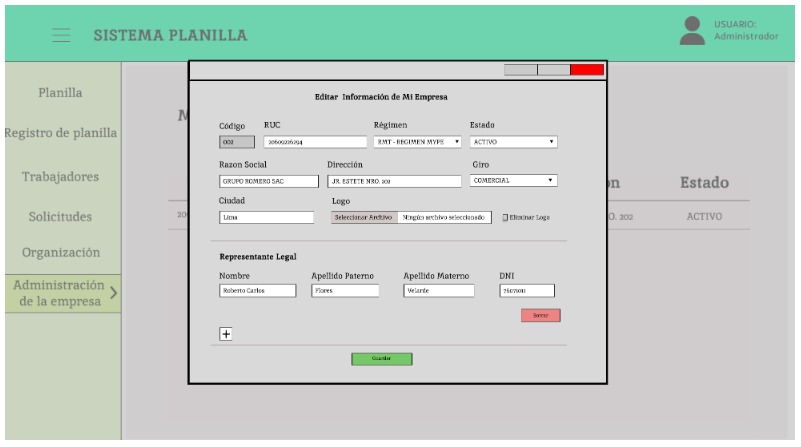 SISTEMA PLANILLA
USUARIO:
Administrador
Planilla
Registro de planilla
Trabajadores
Solicitudes
Organización
Administración
de la empresa
Editar Información de Mi Empresa
Código RUC Régimen Estado
002 20609226294 RMT - REGIMEN MYPE ACTIVO
Razon Social Dirección Giro
GRUPO ROMERO SAC JR. ESTETE NRO. 202 COMERCIAL
Ciudad Logo
Lima Seleccionar Archivo Ningún archivo seleccionado Eliminar Logo
Representante Legal
Nombre Apellido Paterno Apellido Materno DNI
Roberto Carlos Flores Velante
Borrar
+
Guardar
M
ón Estado
20 O. 202 ACTIVO